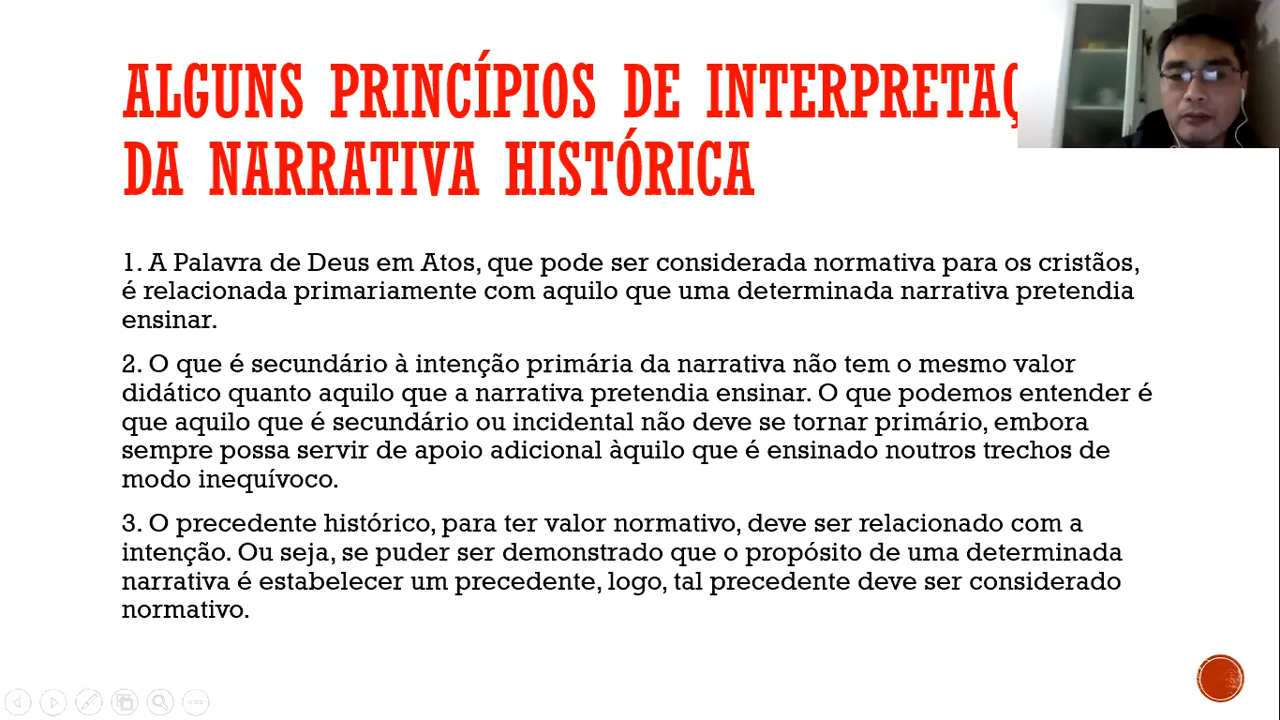 ALGUNS PRINCÍPIOS DE
DA NARRATIVA HISTÓRICA
1. A Palavra de Deus em Atos, que pode ser considerada normativa para os cristãos,
é relacionada primariamente com aquilo que uma determinada narrativa pretendia
ensinar.
2. O que é secundário à intenção primária da narrativa não tem o mesmo valor
didático quanto aquilo que a narrativa pretendia ensinar. O que podemos entender é
que aquilo que é secundário ou incidental não deve se tornar primário, embora
sempre possa servir de apoio adicional àquilo que é ensinado noutros trechos de
modo inequívoco.
3. O precedente histórico, para ter valor normativo, deve ser relacionado com a
intenção. Ou seja, se puder ser demonstrado que o propósito de uma determinada
narrativa é estabelecer um precedente, logo, tal precedente deve ser considerado
normativo.